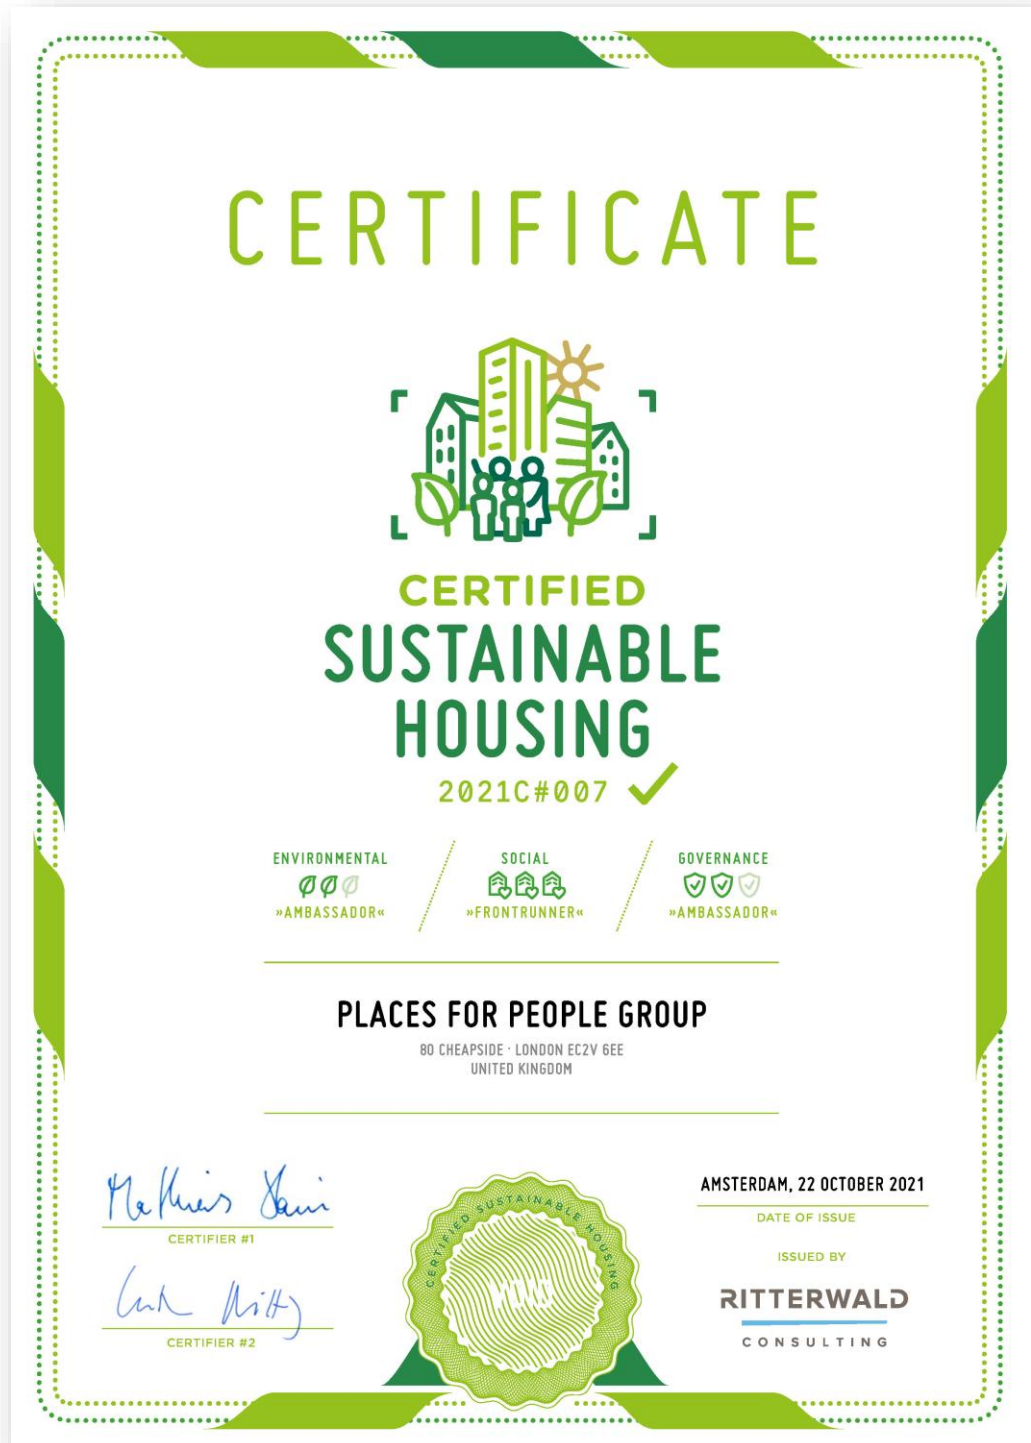 CERTIFICATE
CERTIFIED
SUSTAINABLE
HOUSING
2021C#007
ENVIRONMENTAL
»AMBASSADOR«
SOCIAL
»FRONTRUNNER«
GOVERNANCE
»AMBASSADOR«
PLACES FOR PEOPLE GROUP
80 CHEAPSIDE · LONDON EC2V 6EE
UNITED KINGDOM
CERTIFIER #1
CERTIFIER #2
CERTIFIED SUSTAINABLE HOUSING
AMSTERDAM, 22 OCTOBER 2021
DATE OF ISSUE
ISSUED BY
RITTERWALD
CONSULTING